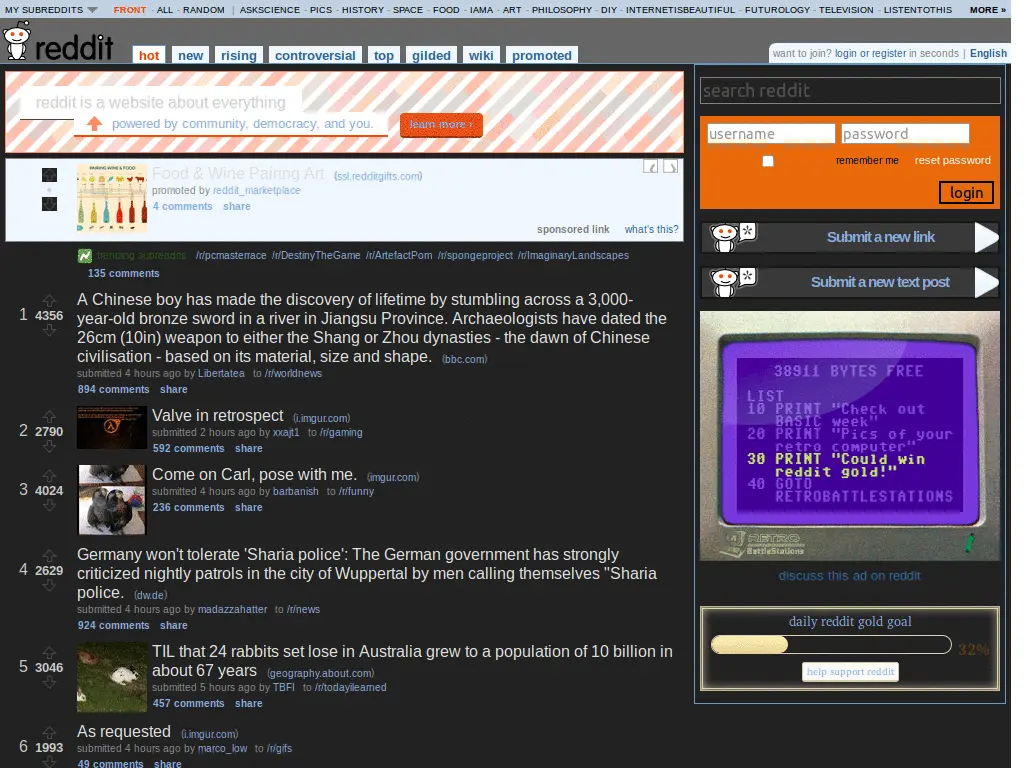 MY SUBREDDITS FRONT - ALL - RANDOM | ASKSCIENCE - PICS - HISTORY - SPACE - FOOD - IAMA - ART - PHILOSOPHY - DIY - INTERNETISBEAUTIFUL - FUTUROLOGY - TELEVISION - LISTENTOTHIS MORE »
reddit hot new rising controversial top gilded wiki promoted
want to join? login or register in seconds | English
reddit is a website about everything
powered by community, democracy, and you. learn more ›
Food & Wine Pairing Art (ssl.redditgifts.com)
PAIRING WINE & FOOD
promoted by reddit_marketplace
4 comments share
sponsored link what's this?
trending subreddits /r/pcmasterrace /r/DestinyTheGame /r/ArtefactPorn /r/spongeproject /r/ImaginaryLandscapes
135 comments
1 4356
A Chinese boy has made the discovery of lifetime by stumbling across a 3,000-
year-old bronze sword in a river in Jiangsu Province. Archaeologists have dated the
26cm (10in) weapon to either the Shang or Zhou dynasties - the dawn of Chinese
civilisation - based on its material, size and shape. (bbc.com)
submitted 4 hours ago by Libertatea to /r/worldnews
894 comments share
2 2790
Valve in retrospect (i.imgur.com)
submitted 2 hours ago by xxajt1 to /r/gaming
592 comments share
3 4024
Come on Carl, pose with me. (imgur.com)
submitted 4 hours ago by barbanish to /r/funny
236 comments share
4 2629
Germany won't tolerate 'Sharia police': The German government has strongly
criticized nightly patrols in the city of Wuppertal by men calling themselves "Sharia
police. (dw.de)
submitted 4 hours ago by madazzahatter to /r/news
924 comments share
5 3046
TIL that 24 rabbits set lose in Australia grew to a population of 10 billion in
about 67 years (geography.about.com)
submitted 5 hours ago by TBFI to /r/todayilearned
457 comments share
6 1993
As requested (i.imgur.com)
submitted 4 hours ago by marco_low to /r/gifs
49 comments share
search reddit
username password
remember me reset password
login
Submit a new link
Submit a new text post
38911 BYTES FREE
LIST
10 PRINT "Check out
BASIC week"
20 PRINT "Pics of your
retro computer"
30 PRINT "Could win
reddit gold!"
40 GOTO
RETROBATTLESTATIONS
RETRO
BattleStations
discuss this ad on reddit
daily reddit gold goal
32%
help support reddit